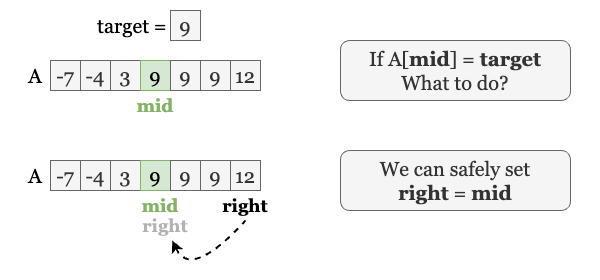 target = 9
A -7 -4 3 9 9 9 12
mid
If A[mid] = target
What to do?
A -7 -4 3 9 9 9 12
mid right
right
We can safely set
right = mid